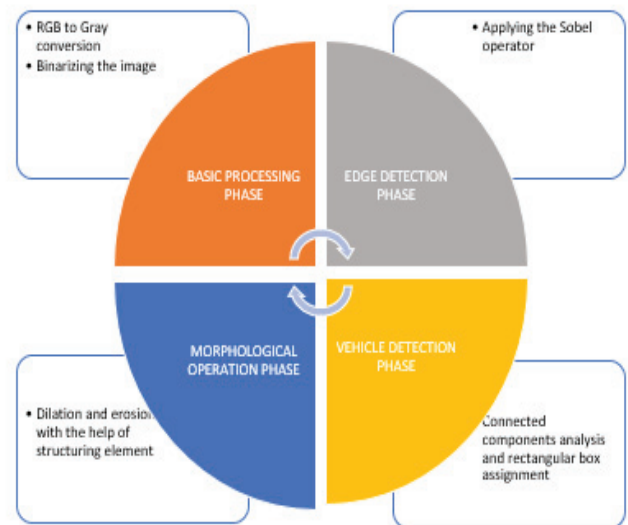 • RGB to Gray
conversion
• Binarizing the image
• Applying the Sobel
operator
BASIC PROCESSING
PHASE
EDGE DETECTION
PHASE
MORPHOLOGICAL
OPERATION PHASE
VEHICLE DETECTION
PHASE
• Dilation and erosion
with the help of
structuring element
Connected
components analysis
and rectangular box
assignment